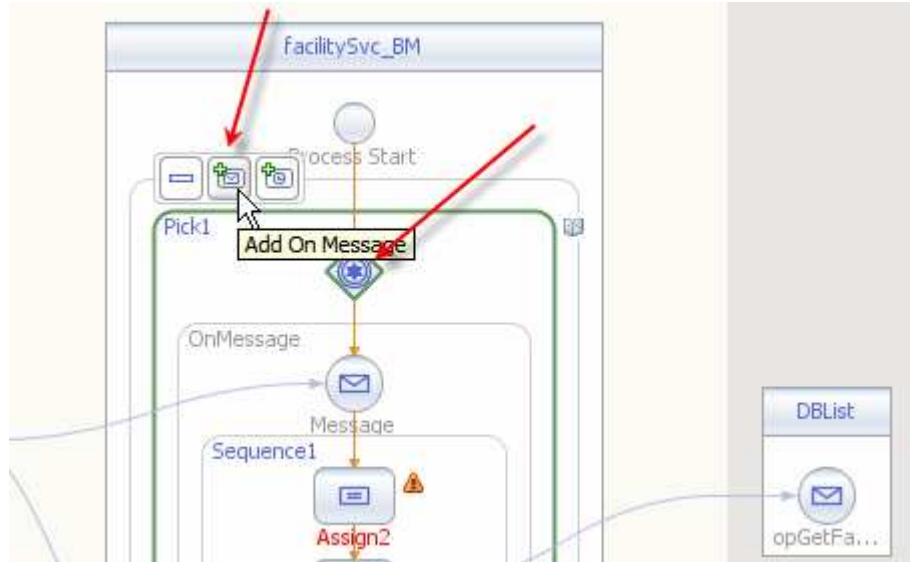 facilitySvc_BM
Process Start
Pick1
Add On Message
OnMessage
Message
Sequence1
Assign2
DBList
opGetFa...